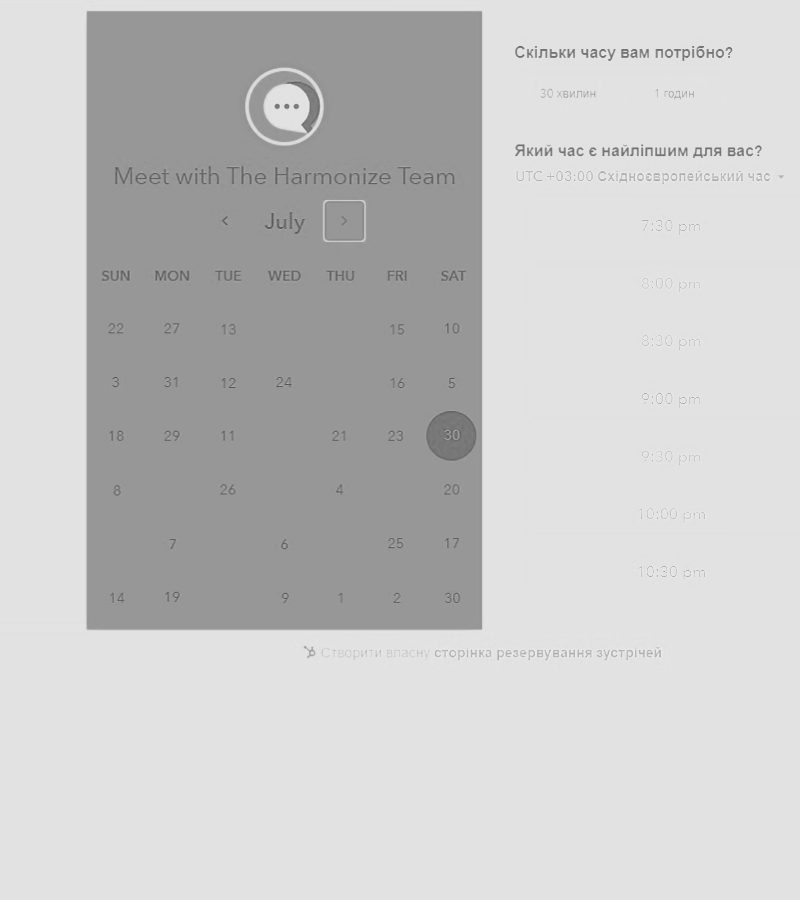 Скільки часу вам потрібно?
30 хвилин 1 годин
Meet with The Harmonize Team
July
SUN MON TUE WED THU FRI SAT
22 27 13 15 10
3 31 12 24 16 5
18 29 11 21 23 30
8 26 4 20
7 6 25 17
14 19 9 1 2 30
Який час є найліпшим для вас?
UTC +03:00 Східноєвропейський час
7:30 pm
8:00 pm
8:30 pm
9:00 pm
9:30 pm
10:00 pm
10:30 pm
Створити власну сторінка резервування зустрічей